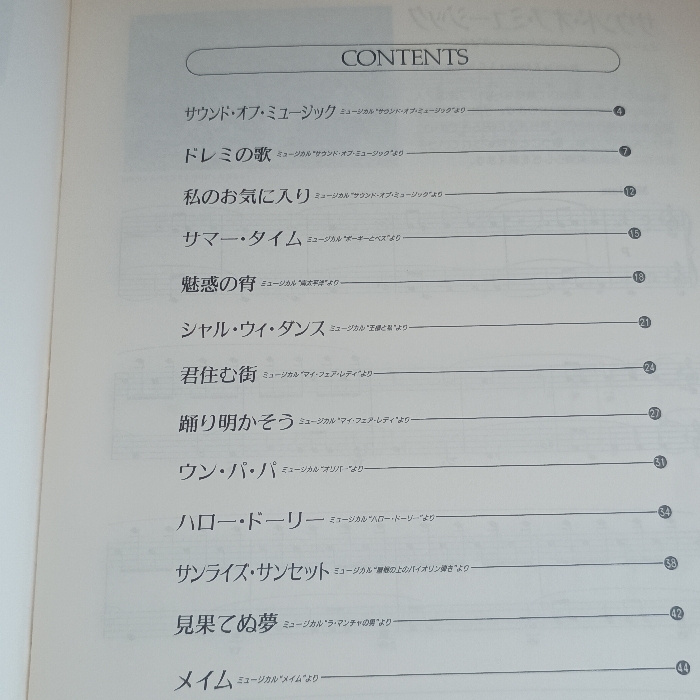 CONTENTS
サウンド・オブ・ミュージック ミュージカル"サウンド・オブ・ミュージック"より 4
ドレミの歌 ミュージカル"サウンド・オブ・ミュージック"より 7
私のお気に入り ミュージカル"サウンド・オブ・ミュージック"より 12
サマー・タイム ミュージカル"ポーギーとベス"より 15
魅惑の宵 ミュージカル"南太平洋"より 18
シャル・ウィ・ダンス ミュージカル"王様と私"より 21
君住む街 ミュージカル"マイ・フェア・レディ"より 24
踊り明かそう ミュージカル"マイ・フェア・レディ"より 27
ウン・パ・パ ミュージカル"オリバー"より 31
ハロー・ドーリー ミュージカル"ハロー・ドーリー"より 34
サンライズ・サンセット ミュージカル"屋根の上のバイオリン弾き"より 38
見果てぬ夢 ミュージカル"ラ・マンチャの男"より 42
メイム ミュージカル"メイム"より 44